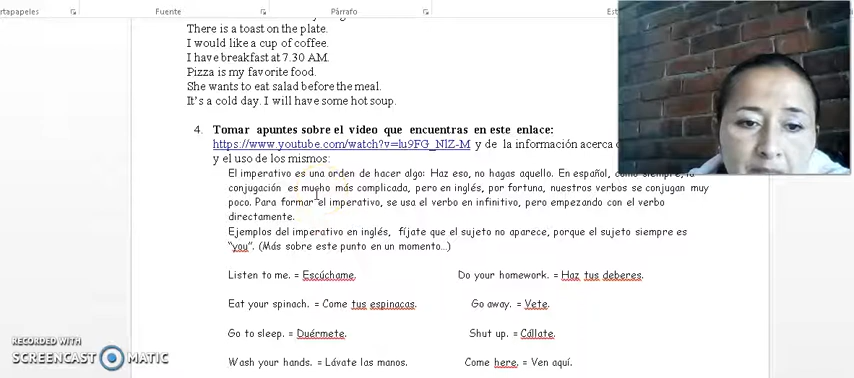 rtapapeles Fuente Párrafo
There is a toast on the plate.
I would like a cup of coffee.
I have breakfast at 7.30 AM.
Pizza is my favorite food.
She wants to eat salad before the meal.
It's a cold day. I will have some hot soup.
4. Tomar apuntes sobre el video que encuentras en este enlace:
https://www.youtube.com/watch?v=lu9FG_NlZ-M y de la información acerca
y el uso de los mismos:
El imperativo es una orden de hacer algo: Haz eso, no hagas aquello. En español, como siempre, la
conjugación es mucho más complicada, pero en inglés, por fortuna, nuestros verbos se conjugan muy
poco. Para formar el imperativo, se usa el verbo en infinitivo, pero empezando con el verbo
directamente.
Ejemplos del imperativo en inglés, fíjate que el sujeto no aparece, porque el sujeto siempre es
“you”. (Más sobre este punto en un momento…)
Listen to me. = Escúchame. Do your homework. = Haz tus deberes.
Eat your spinach. = Come tus espinacas. Go away. = Vete.
Go to sleep. = Duérmete. Shut up. = Cállate.
Wash your hands. = Lávate las manos. Come here. = Ven aquí.
RECORDED WITH
SCREENCAST MATIC